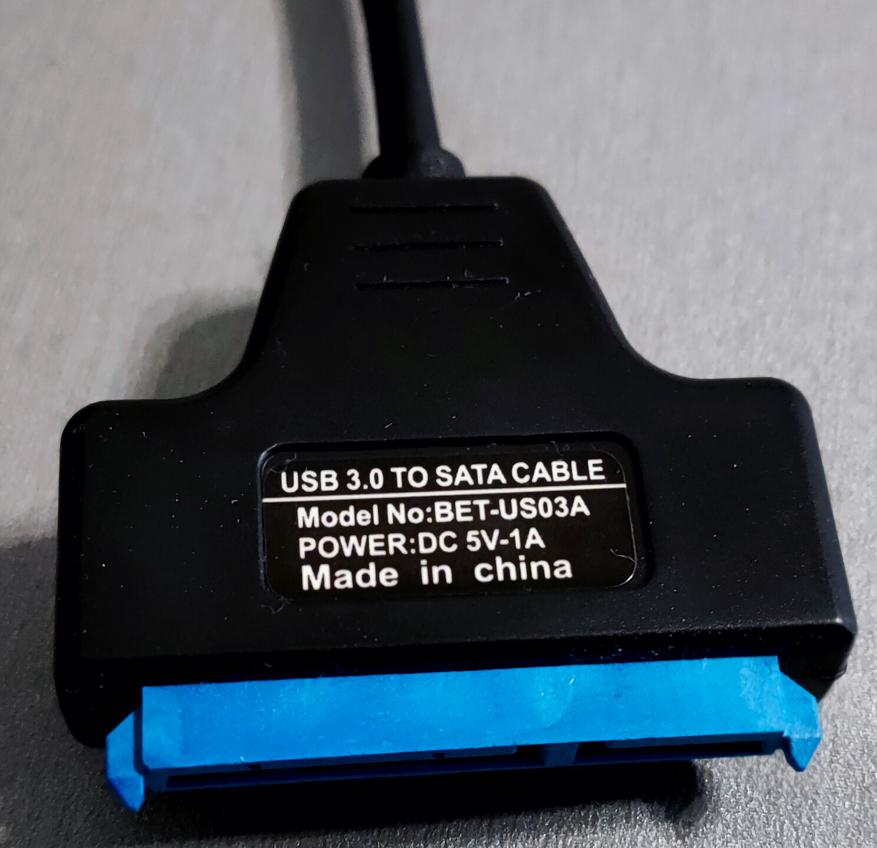 USB 3.0 TO SATA CABLE
Model No:BET-US03A
POWER:DC 5V-1A
Made in china